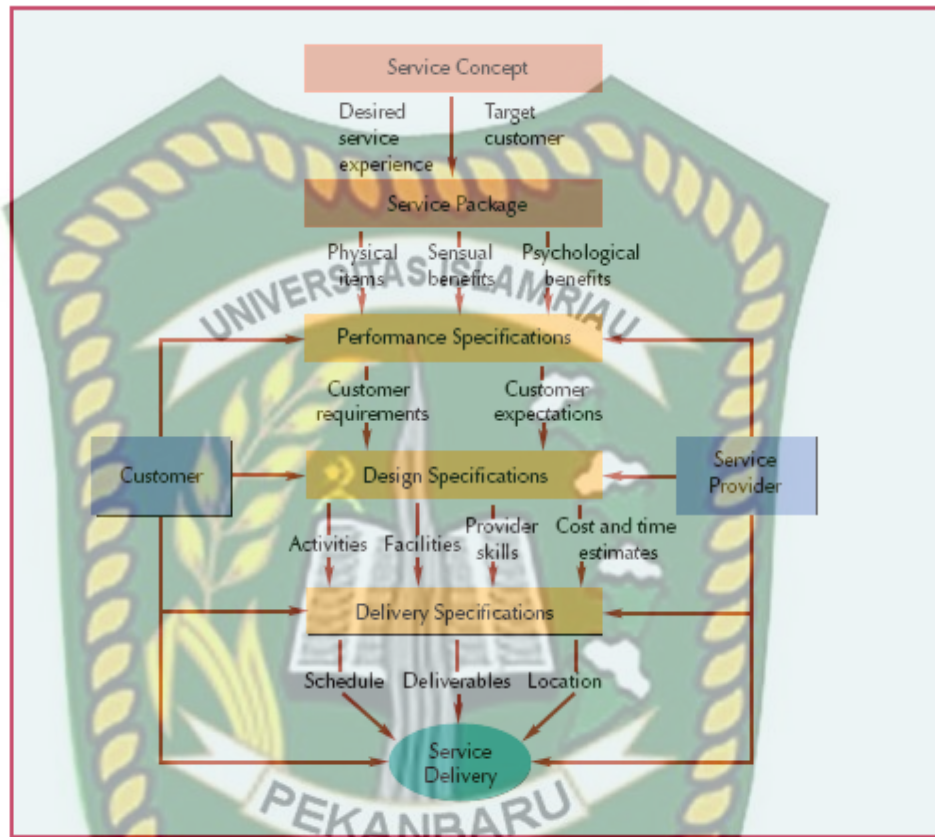 Service Concept
Desired
service
experience
Target
customer
Service Package
Physical
items
Sensual
benefits
Psychological
benefits
UNIVERSITAS ISLAM RIAU
Performance Specifications
Customer
requirements
Customer
expectations
Customer
Design Specifications
Service
Provider
Activities
Facilities
Provider
skills
Cost and time
estimates
Delivery Specifications
Schedule
Deliverables
Location
Service
Delivery
PEKANBARU